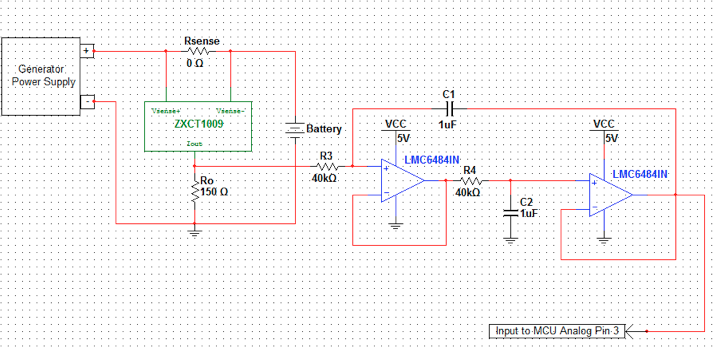 Rsense
0 Ω
+
Generator
Power Supply
-
Vsense+
Vsense-
ZXCT1009
Iout
Battery
C1
1uF
VCC
5V
VCC
5V
R3
40kΩ
+
-
LMC6484IN
R4
40kΩ
+
-
LMC6484IN
Ro
150 Ω
C2
1uF
Input to MCU Analog Pin 3